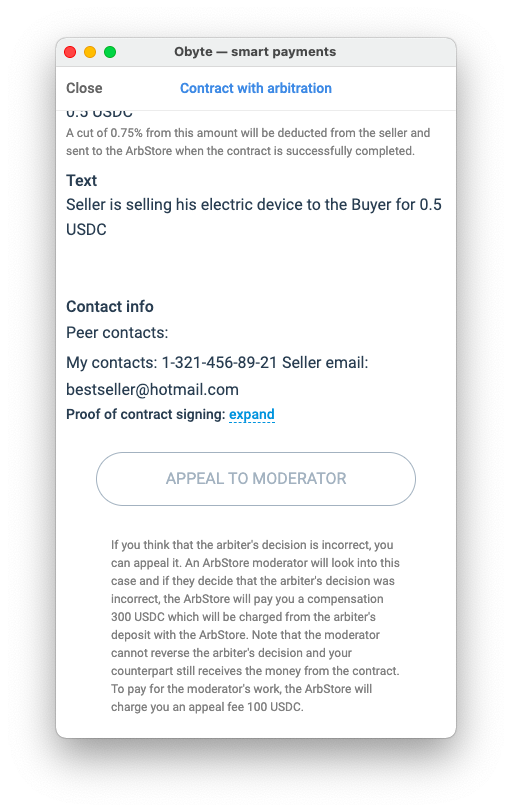 Obyte — smart payments
Close
Contract with arbitration
0.5 USDC
A cut of 0.75% from this amount will be deducted from the seller and
sent to the ArbStore when the contract is successfully completed.
Text
Seller is selling his electric device to the Buyer for 0.5
USDC
Contact info
Peer contacts:
My contacts: 1-321-456-89-21 Seller email:
bestseller@hotmail.com
Proof of contract signing: expand
APPEAL TO MODERATOR
If you think that the arbiter's decision is incorrect, you
can appeal it. An ArbStore moderator will look into this
case and if they decide that the arbiter's decision was
incorrect, the ArbStore will pay you a compensation
300 USDC which will be charged from the arbiter's
deposit with the ArbStore. Note that the moderator
cannot reverse the arbiter's decision and your
counterpart still receives the money from the contract.
To pay for the moderator's work, the ArbStore will
charge you an appeal fee 100 USDC.